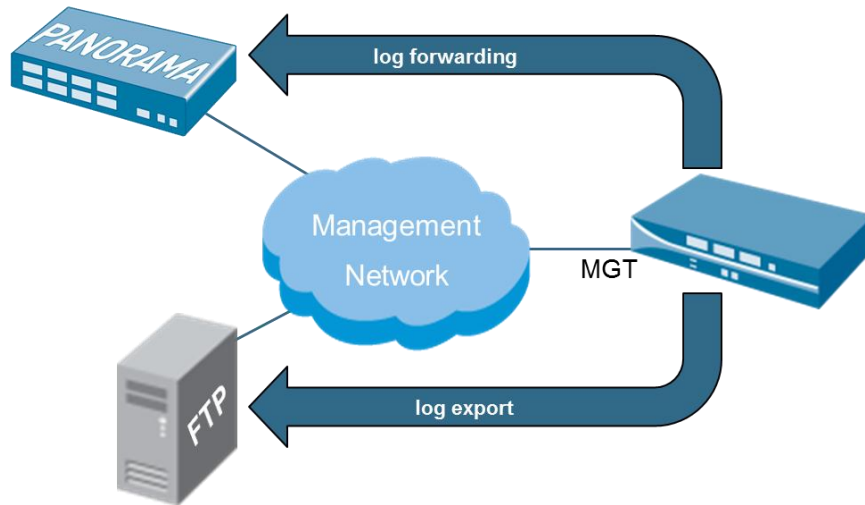 PANORAMA
log forwarding
Management
Network
MGT
FTP
log export